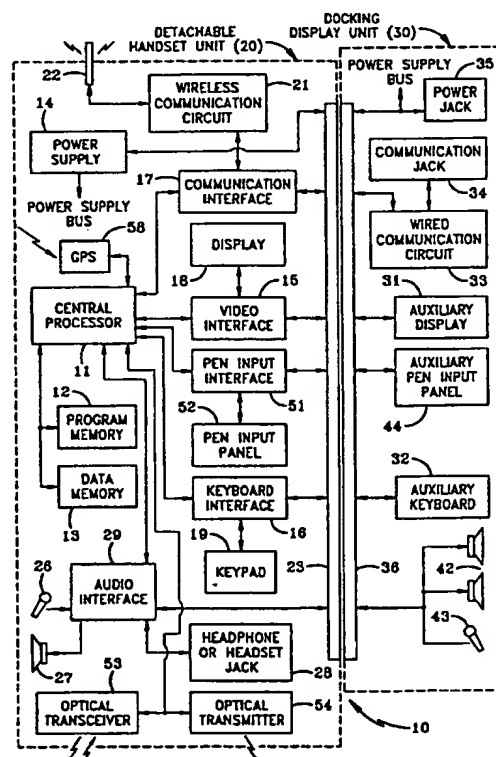 DETACHABLE
HANDSET UNIT (20)
DOCKING
DISPLAY UNIT (30)
22
21
WIRELESS
COMMUNICATION
CIRCUIT
POWER SUPPLY
BUS
35
POWER
JACK
14
POWER
SUPPLY
17
COMMUNICATION
INTERFACE
COMMUNICATION
JACK
34
POWER SUPPLY
BUS
58
GPS
DISPLAY
18
15
WIRED
COMMUNICATION
CIRCUIT
33
31
CENTRAL
PROCESSOR
11
VIDEO
INTERFACE
AUXILIARY
DISPLAY
PEN INPUT
INTERFACE
51
AUXILIARY
PEN INPUT
PANEL
44
12
PROGRAM
MEMORY
52
PEN INPUT
PANEL
DATA
MEMORY
13
KEYBOARD
INTERFACE
16
32
AUXILIARY
KEYBOARD
29
19
KEYPAD
23
36
42
26
AUDIO
INTERFACE
43
27
HEADPHONE
OR HEADSET
JACK
28
53
OPTICAL
TRANSCEIVER
OPTICAL
TRANSMITTER
54
10